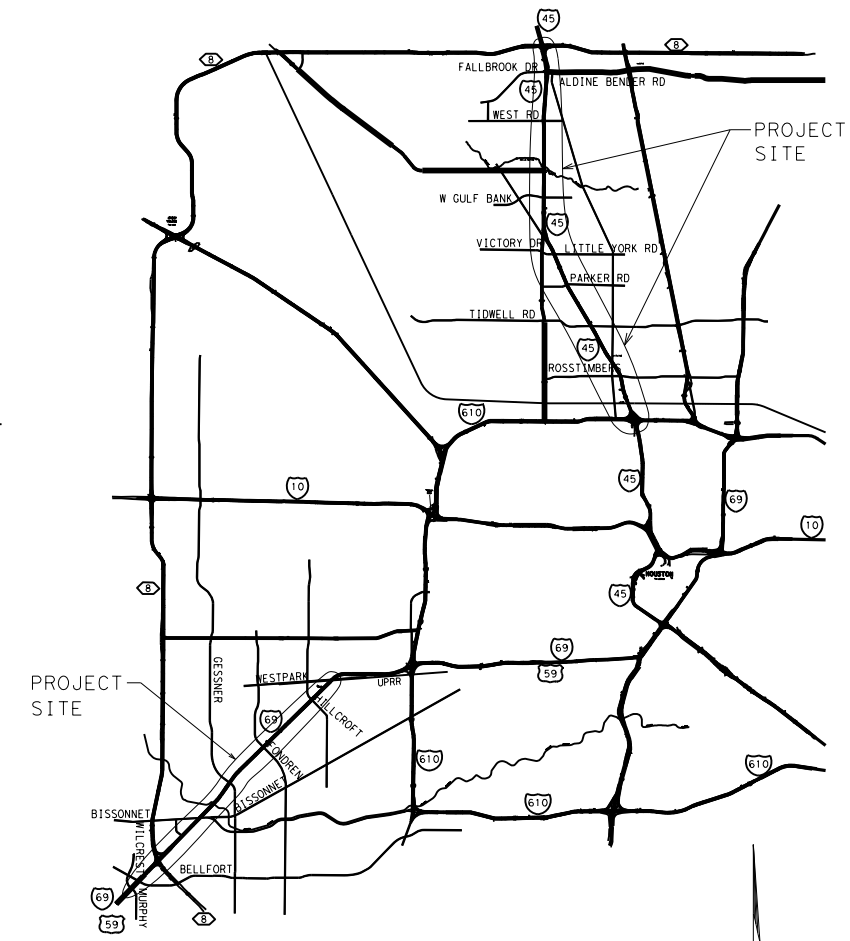 45
8
8
FALLBROOK DR
ALDINE BENDER RD
45
WEST RD
PROJECT
SITE
W GULF BANK
45
VICTORY DR
LITTLE YORK RD
PARKER RD
TIDWELL RD
45
ROSSTIMBERS
610
45
10
69
10
HOUSTON
8
45
69
59
GESSNER
WESTPARK
UPRR
PROJECT
SITE
HILLCROFT
69
FONDREN
610
610
BISSONNET
610
BISSONNET
WILCREST
BELLFORT
69
59
MURPHY
8